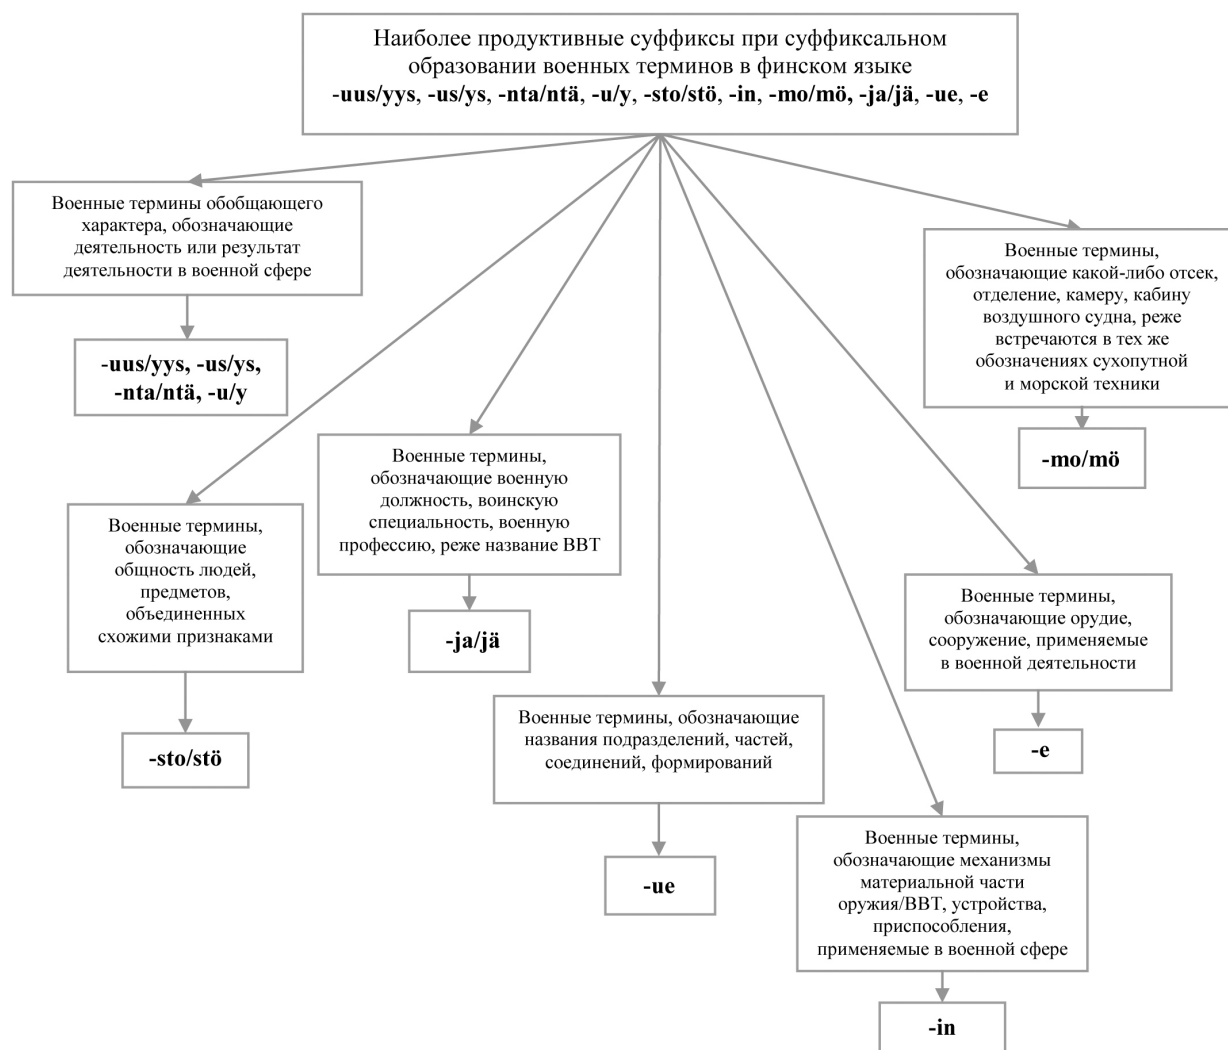 Наиболее продуктивные суффиксы при суффиксальном
образовании военных терминов в финском языке
-uus/yys, -us/ys, -nta/ntä, -u/y, -sto/stö, -in, -mo/mö, -ja/jä, -ue, -e
Военные термины обобщающего
характера, обозначающие
деятельность или результат
деятельности в военной сфере
-uus/yys, -us/ys,
-nta/ntä, -u/y
Военные термины,
обозначающие
общность людей,
предметов,
объединенных
схожими признаками
-sto/stö
Военные термины,
обозначающие военную
должность, воинскую
специальность, военную
профессию, реже название ВВТ
-ja/jä
Военные термины, обозначающие
названия подразделений, частей,
соединений, формирований
-ue
Военные термины,
обозначающие механизмы
материальной части
оружия/ВВТ, устройства,
приспособления,
применяемые в военной сфере
-in
Военные термины,
обозначающие орудие,
сооружение, применяемые
в военной деятельности
-e
Военные термины,
обозначающие какой-либо отсек,
отделение, камеру, кабину
воздушного судна, реже
встречаются в тех же
обозначениях сухопутной
и морской техники
-mo/mö